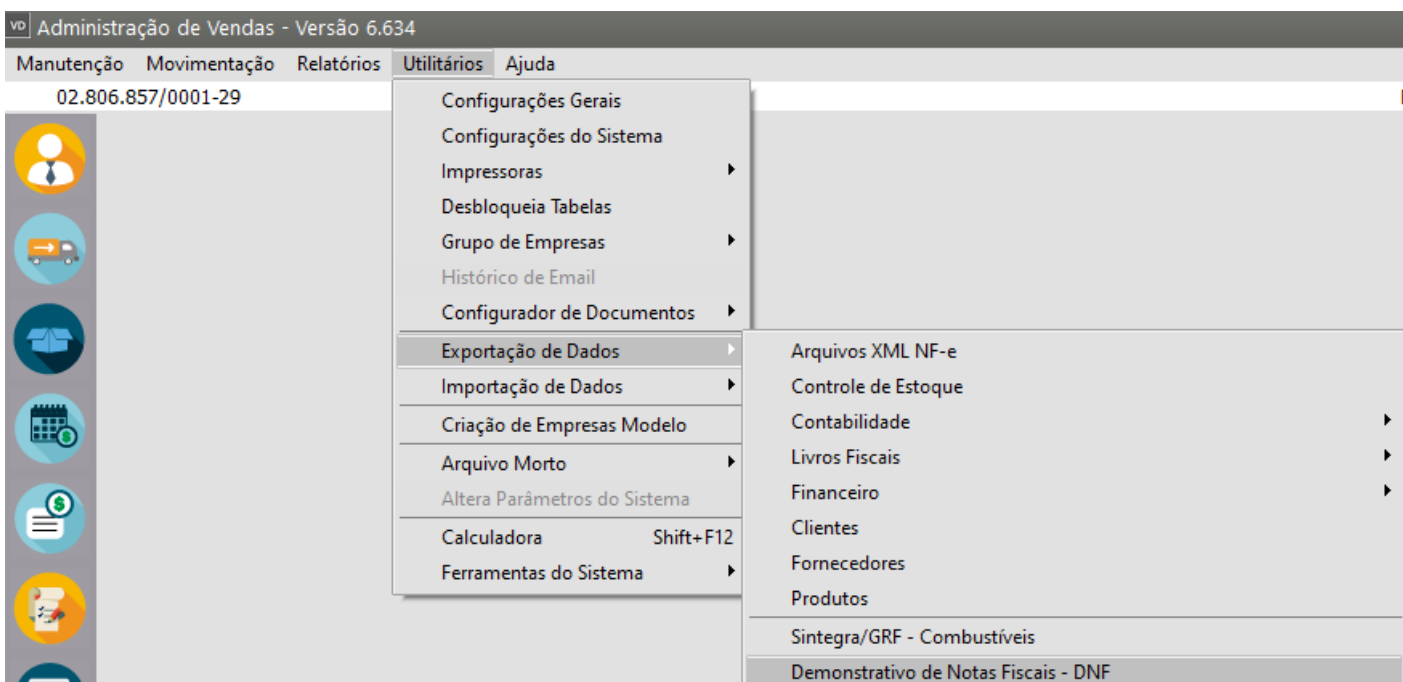 VD Administração de Vendas - Versão 6.634
Manutenção Movimentação Relatórios Utilitários Ajuda
02.806.857/0001-29
Configurações Gerais
Configurações do Sistema
Impressoras
Desbloqueia Tabelas
Grupo de Empresas
Histórico de Email
Configurador de Documentos
Exportação de Dados
Importação de Dados
Criação de Empresas Modelo
Arquivo Morto
Altera Parâmetros do Sistema
Calculadora Shift+F12
Ferramentas do Sistema
Arquivos XML NF-e
Controle de Estoque
Contabilidade
Livros Fiscais
Financeiro
Clientes
Fornecedores
Produtos
Sintegra/GRF - Combustíveis
Demonstrativo de Notas Fiscais - DNF